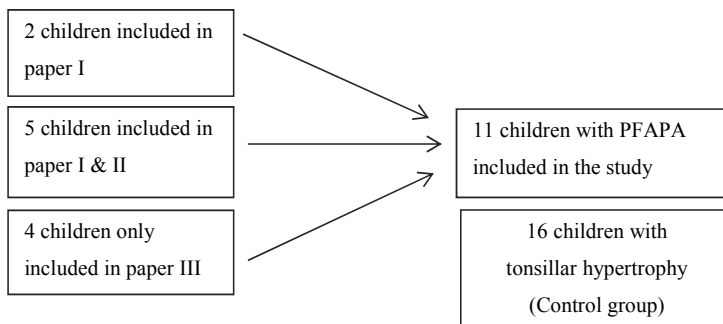 2 children included in
paper I
5 children included in
paper I & II
4 children only
included in paper III
11 children with PFAPA
included in the study
16 children with
tonsillar hypertrophy
(Control group)